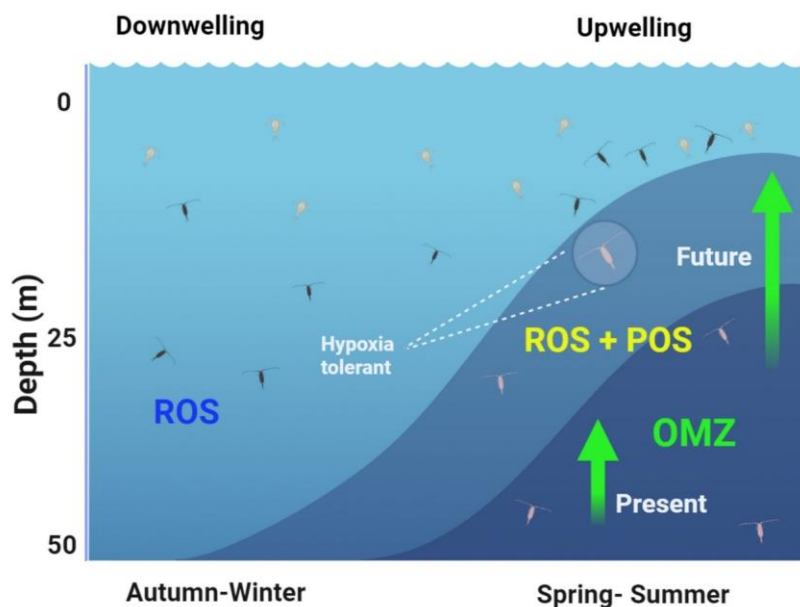 Downwelling
Upwelling
0
Depth (m)
25
50
Future
Hypoxia
tolerant
ROS + POS
ROS
OMZ
Present
Autumn-Winter
Spring- Summer